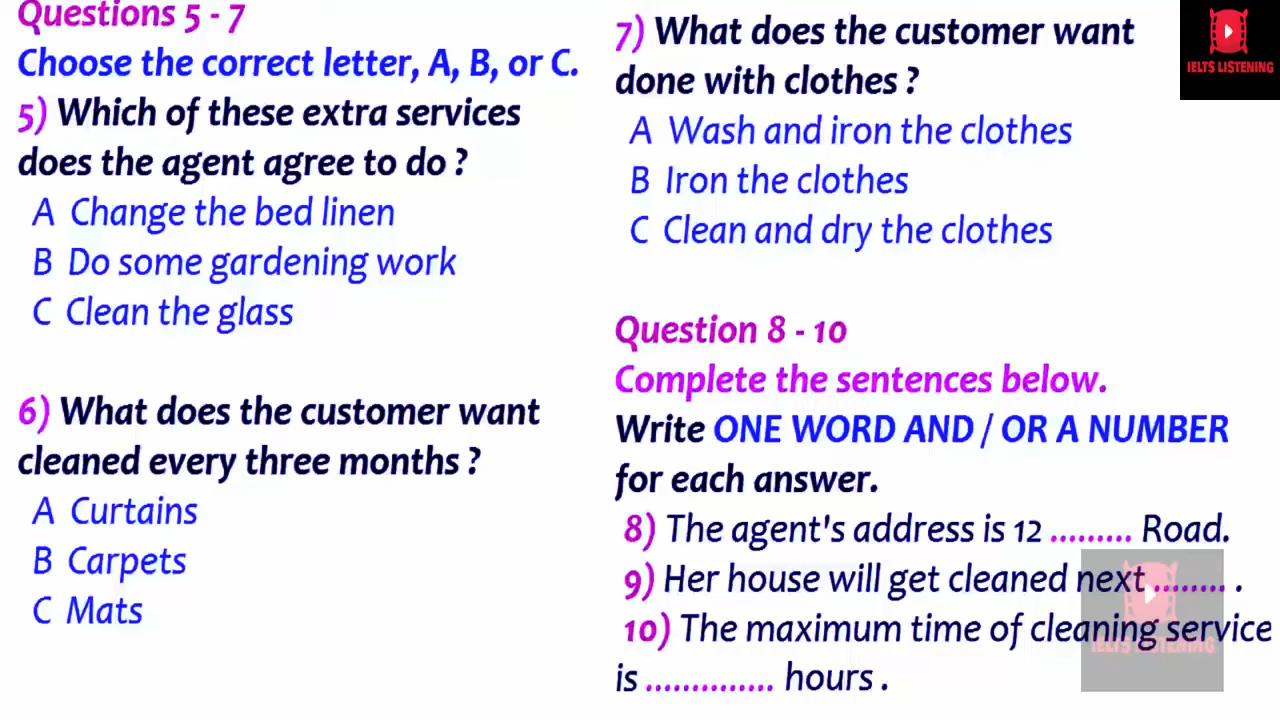 Questions 5 - 7
Choose the correct letter, A, B, or C.
5) Which of these extra services
does the agent agree to do ?
A Change the bed linen
B Do some gardening work
C Clean the glass
6) What does the customer want
cleaned every three months ?
A Curtains
B Carpets
C Mats
7) What does the customer want
done with clothes ?
A Wash and iron the clothes
B Iron the clothes
C Clean and dry the clothes
Question 8 - 10
Complete the sentences below.
Write ONE WORD AND / OR A NUMBER
for each answer.
8) The agent's address is 12 ......... Road.
9) Her house will get cleaned next ........ .
10) The maximum time of cleaning service
is .............. hours .
IELTS LISTENING
IELTS LISTENING